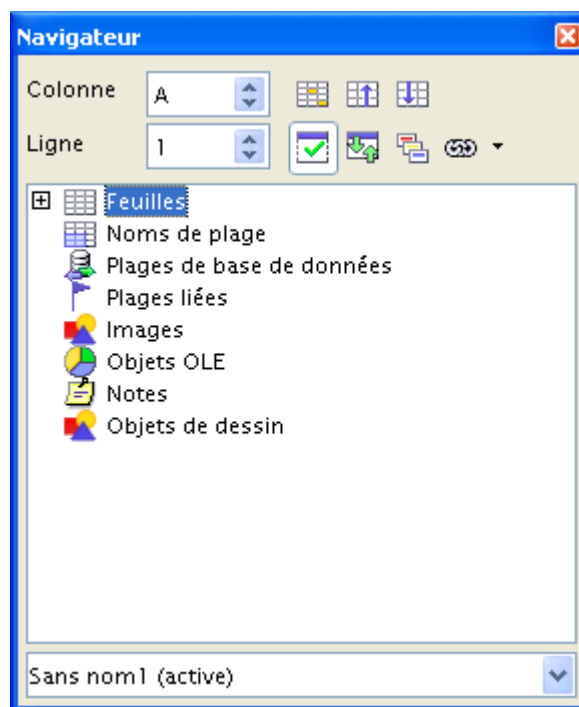 Navigateur
Colonne A
Ligne 1
Feuilles
Noms de plage
Plages de base de données
Plages liées
Images
Objets OLE
Notes
Objets de dessin
Sans nom1 (active)